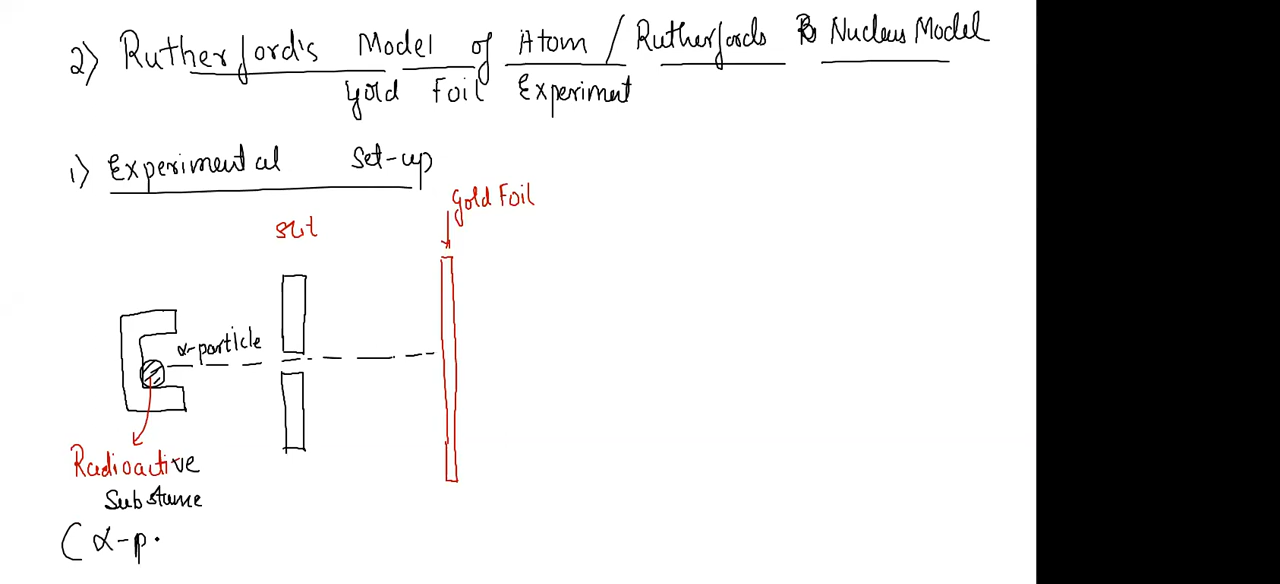 2) Rutherford's Model of Atom / Rutherfords Nucleus Model
Gold Foil Experiment
1) Experimental Set-up
Gold Foil
Slit
α-particle
Radioactive
Substance
(α-p.